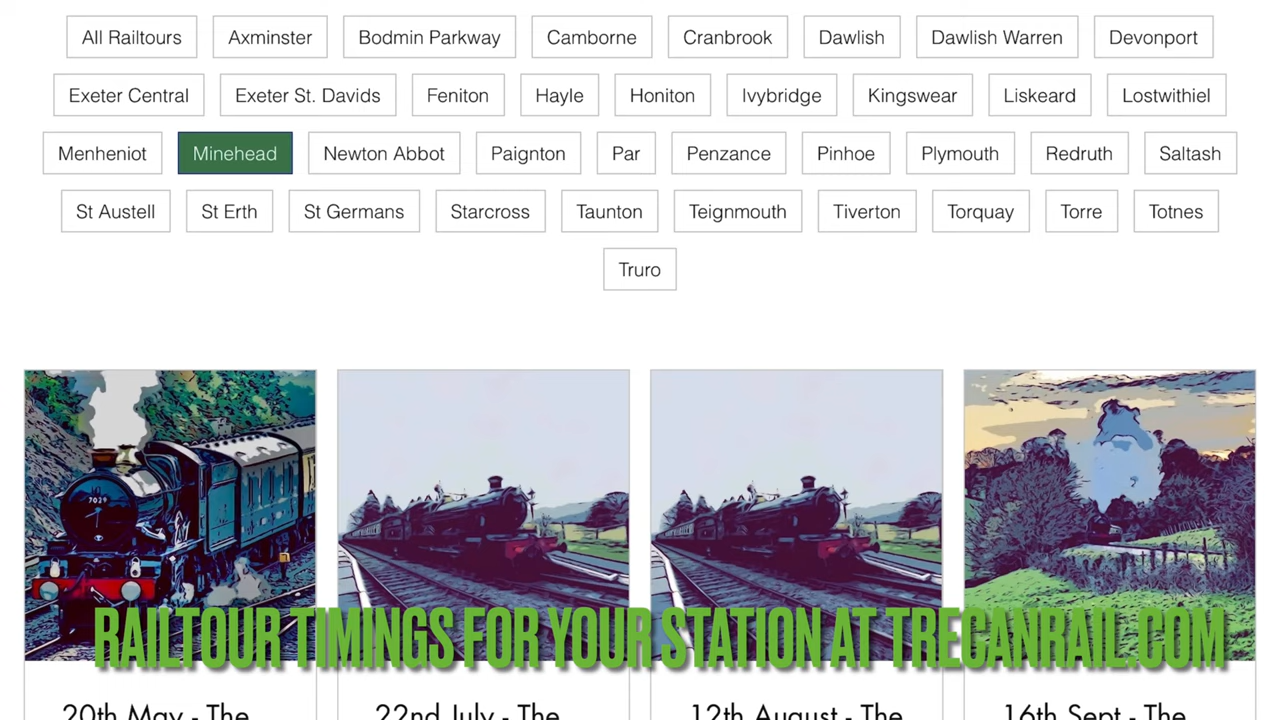 All Railtours Axminster Bodmin Parkway Camborne Cranbrook Dawlish Dawlish Warren Devonport
Exeter Central Exeter St. Davids Feniton Hayle Honiton Ivybridge Kingswear Liskeard Lostwithiel
Menheniot Minehead Newton Abbot Paignton Par Penzance Pinhoe Plymouth Redruth Saltash
St Austell St Erth St Germans Starcross Taunton Teignmouth Tiverton Torquay Torre Totnes
Truro
7029
RAILTOUR TIMINGS FOR YOUR STATION AT TRECANRAIL.COM
20th May - The 22nd July - The 12th August - The 16th Sept - The